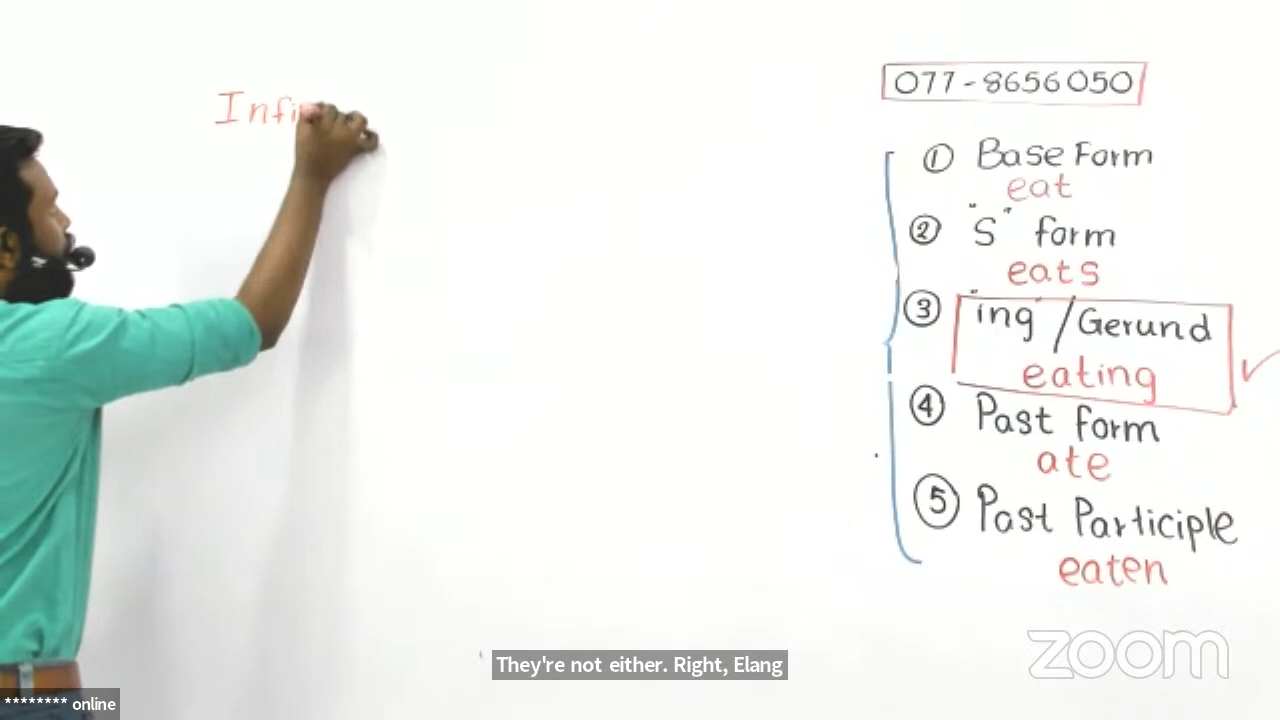 Infi
077-8656050
① Base Form
eat
② "S" form
eats
③ "ing" / Gerund
eating
④ Past form
ate
⑤ Past Participle
eaten
They're not either. Right, Elang
zoom
******** online